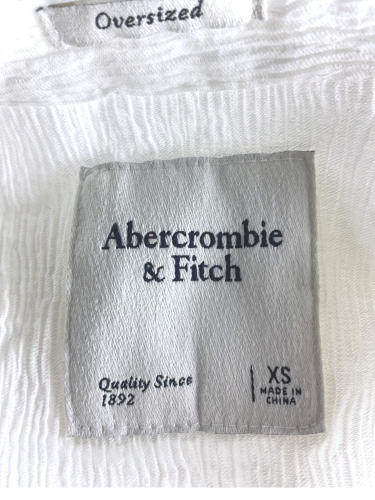 Oversized
Abercrombie
& Fitch
Quality Since
1892
XS
MADE IN
CHINA